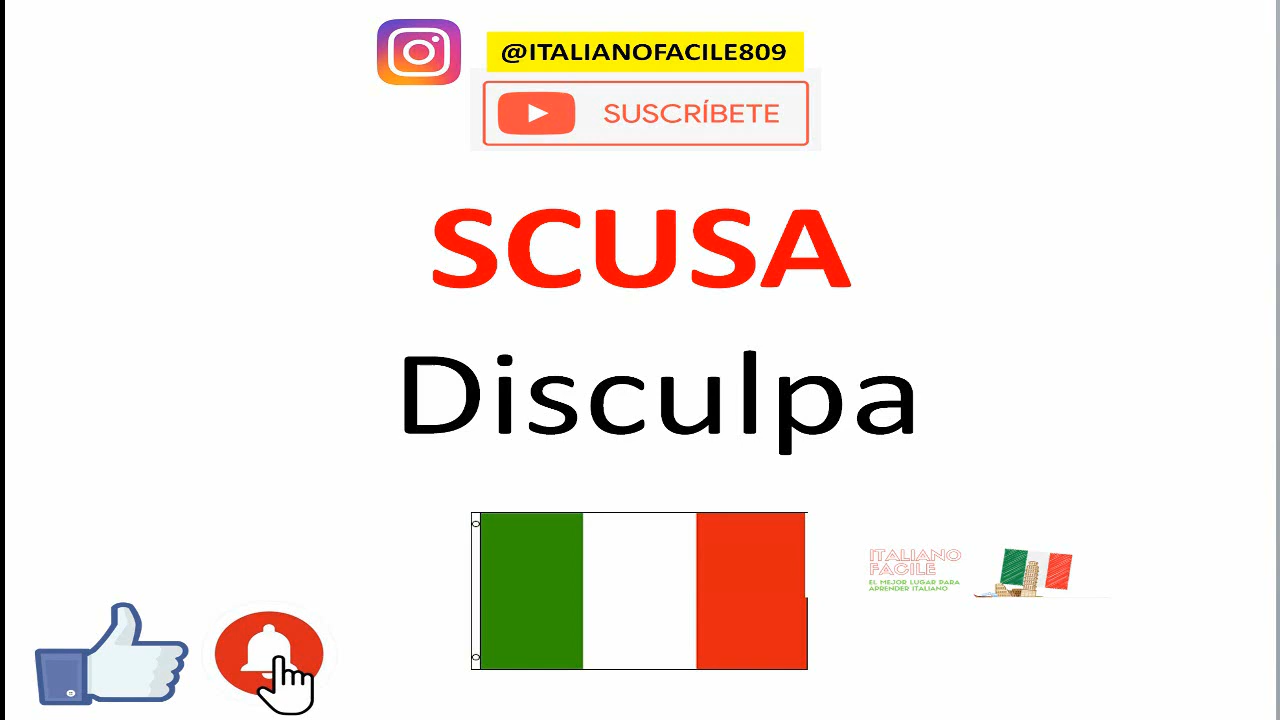 @ITALIANOFACILE809
SUSCRÍBETE
SCUSA
Disculpa
ITALIANO
FACILE
EL MEJOR LUGAR PARA
APRENDER ITALIANO